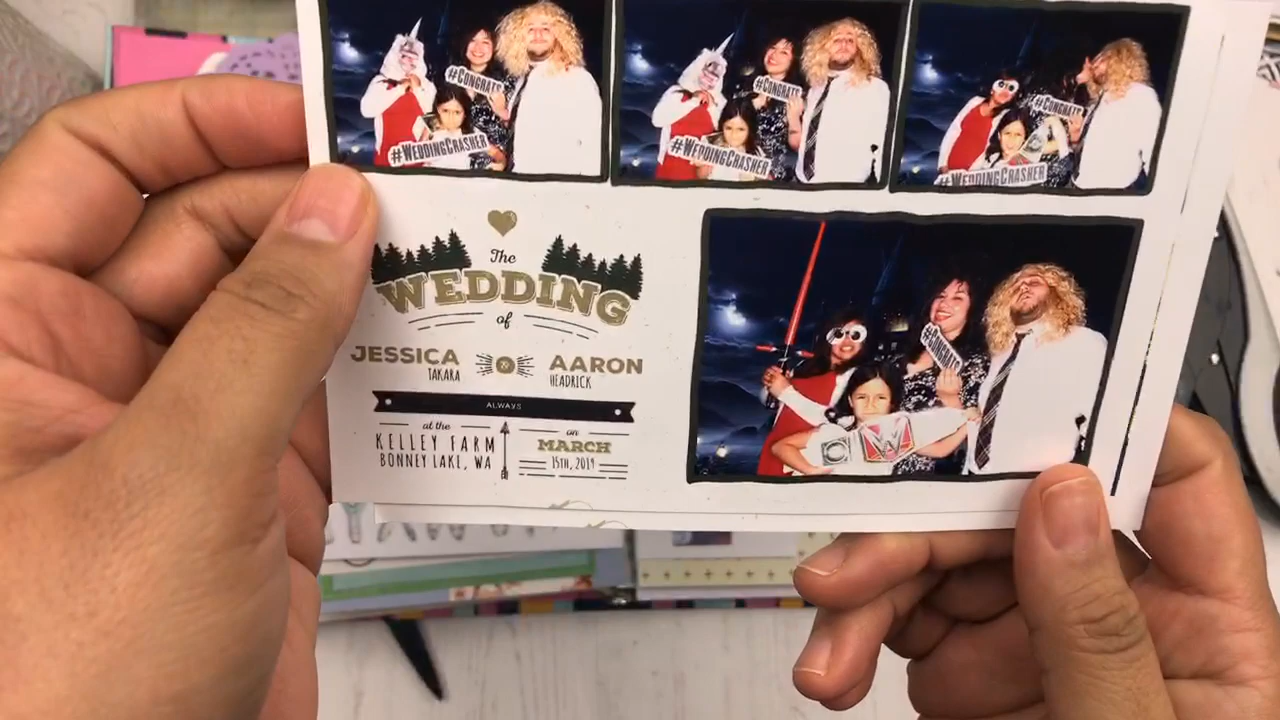 #CONGRATS
#WEDDINGCRASHER
#CONGRATS
#WEDDINGCRASHER
#CONGRATS
#WEDDINGCRASHER
The
WEDDING
of
JESSICA & AARON
TAKARA HEADRICK
ALWAYS
at the
KELLEY FARM
BONNEY LAKE, WA
on
MARCH
15TH, 2019
#CONGRATS
W